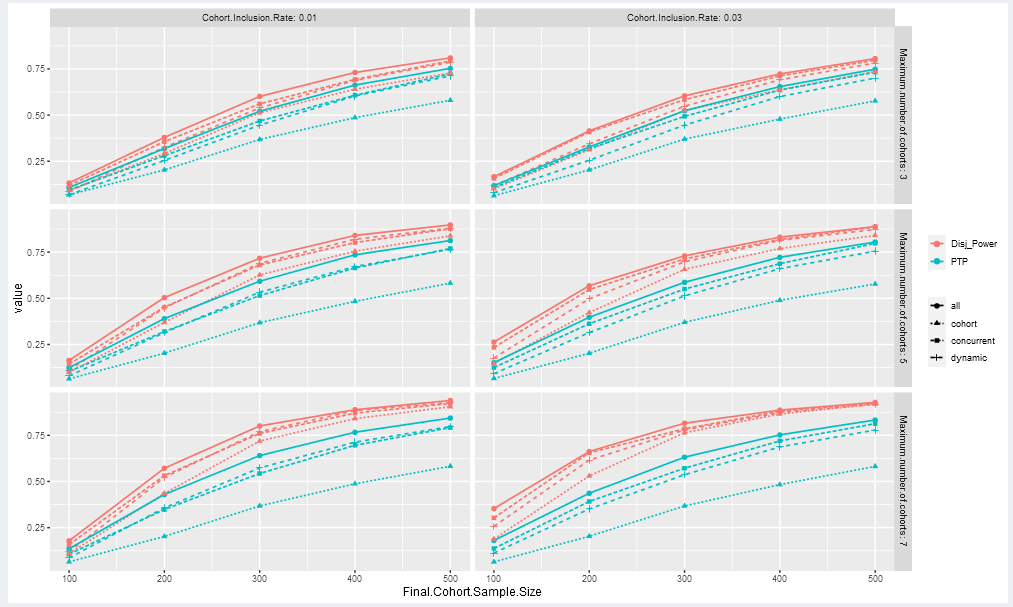 Cohort.Inclusion.Rate: 0.01
Cohort.Inclusion.Rate: 0.03
0.75
0.50
0.25
Maximum.number.of.cohorts: 3
0.75
0.50
0.25
Maximum.number.of.cohorts: 5
0.75
0.50
0.25
Maximum.number.of.cohorts: 7
value
100 200 300 400 500
100 200 300 400 500
Final.Cohort.Sample.Size
Disj_Power
PTP
all
cohort
concurrent
dynamic